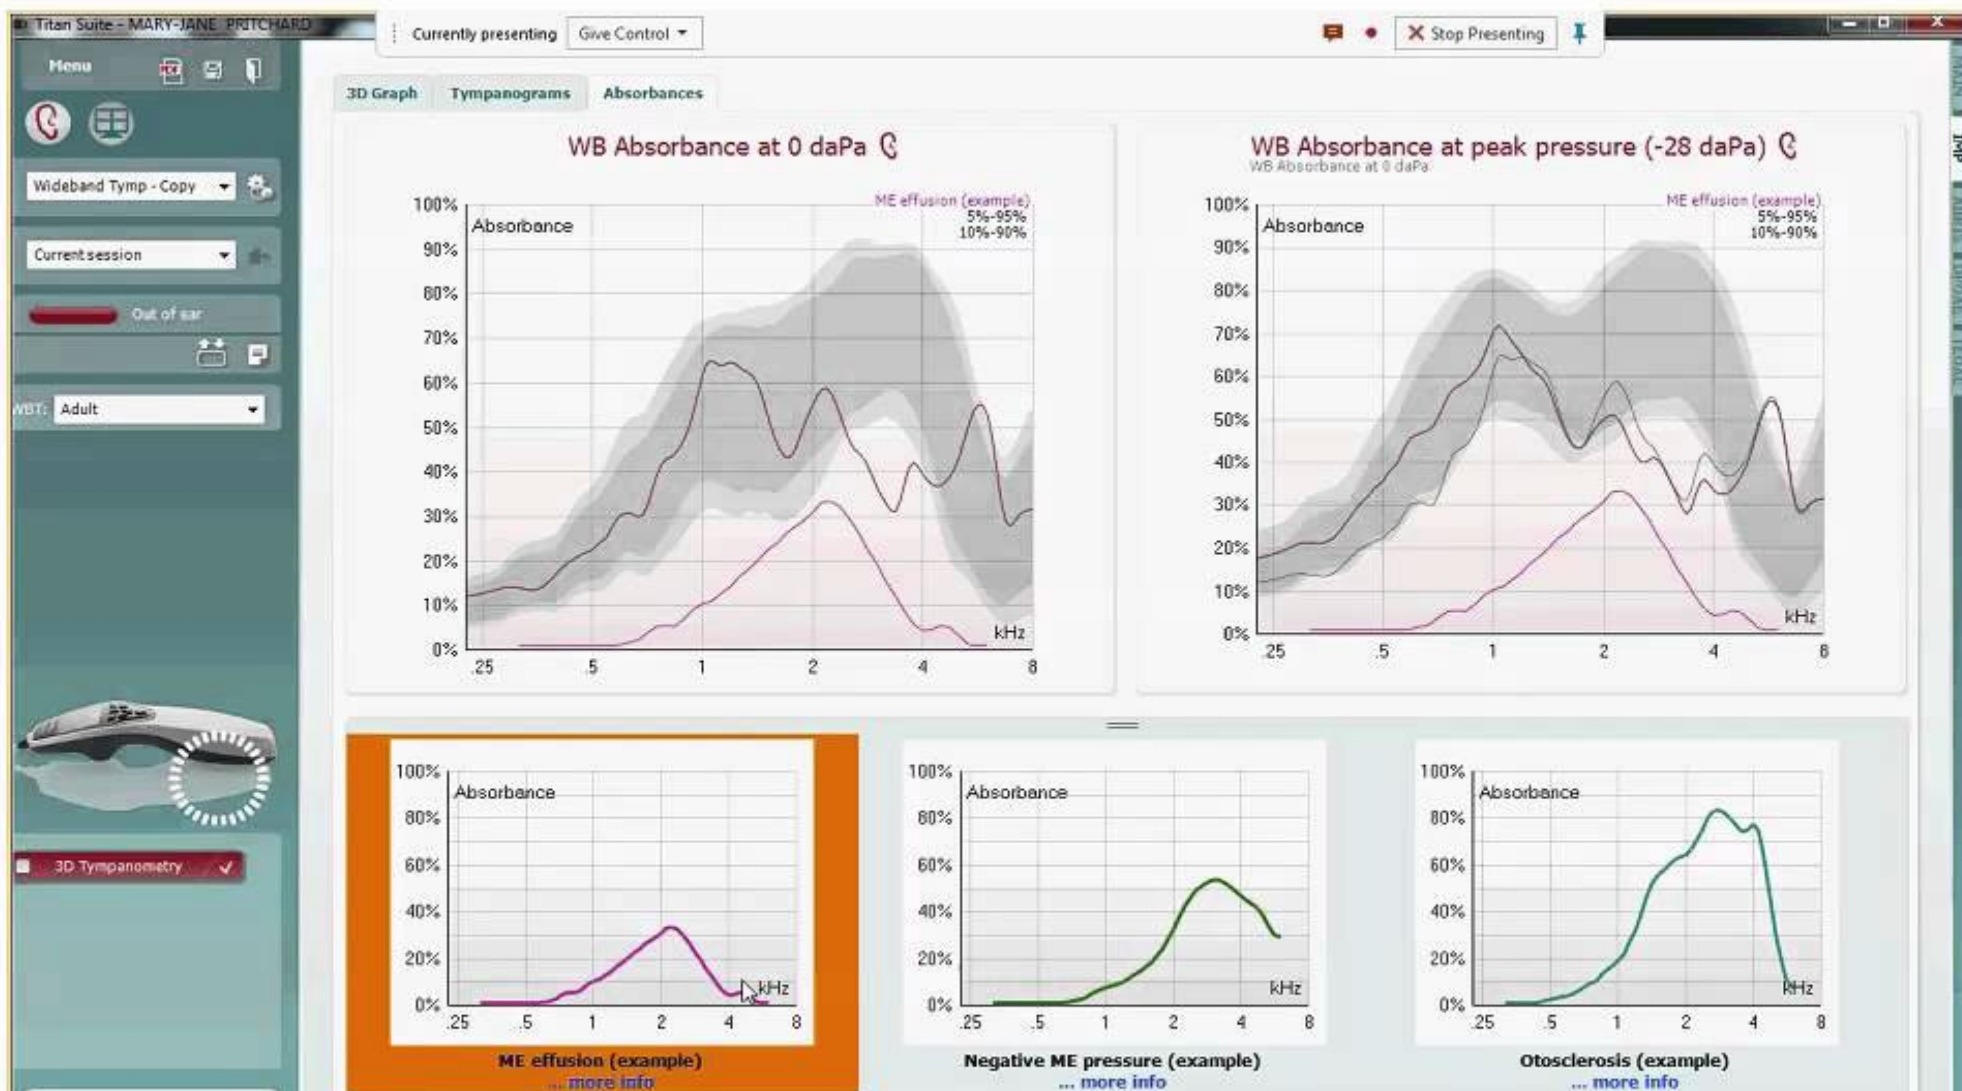 Titan Suite - MARY-JANE PRITCHARD
Currently presenting
Give Control
Stop Presenting
Menu
3D Graph
Tympanograms
Absorbances
Wideband Tymp - Copy
Current session
Out of ear
WBT: Adult
3D Tympanometry
WB Absorbance at 0 daPa
ME effusion (example)
5%-95%
10%-90%
Absorbance
100%
90%
80%
70%
60%
50%
40%
30%
20%
10%
0%
kHz
.25 .5 1 2 4 8
WB Absorbance at peak pressure (-28 daPa)
WB Absorbance at 0 daPa
ME effusion (example)
5%-95%
10%-90%
Absorbance
100%
90%
80%
70%
60%
50%
40%
30%
20%
10%
0%
kHz
.25 .5 1 2 4 8
IMP
100%
Absorbance
80%
60%
40%
20%
0%
kHz
.25 .5 1 2 4 8
ME effusion (example)
... more info
100%
Absorbance
80%
60%
40%
20%
0%
kHz
.25 .5 1 2 4 8
Negative ME pressure (example)
... more info
100%
Absorbance
80%
60%
40%
20%
0%
kHz
.25 .5 1 2 4 8
Otosclerosis (example)
... more info